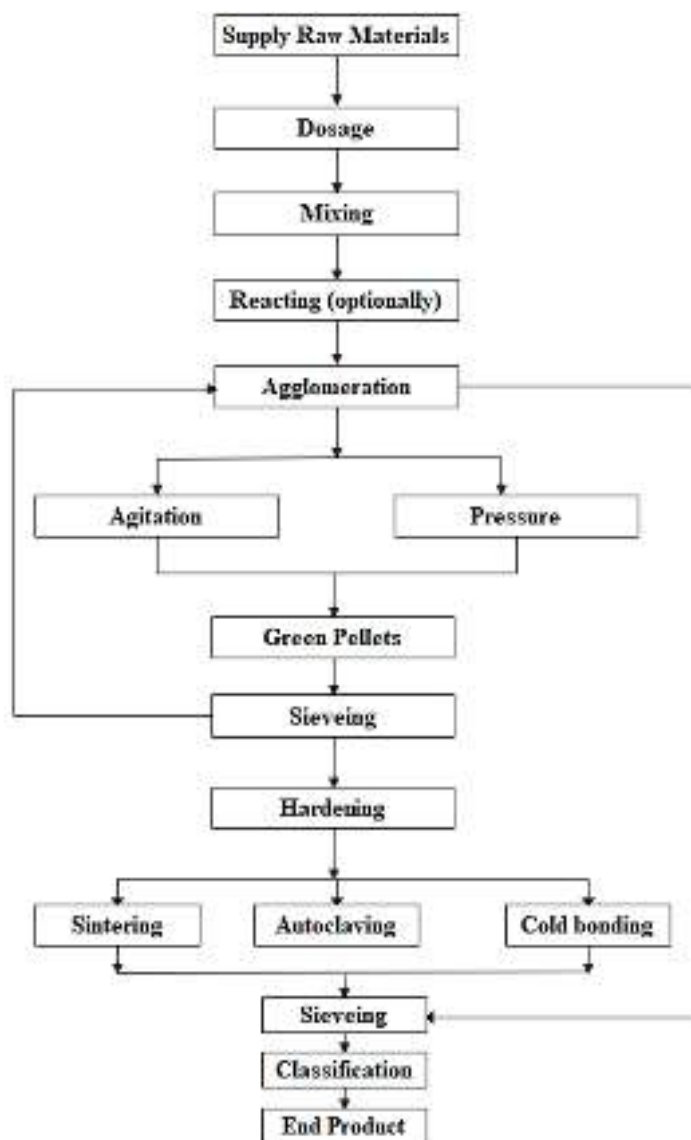 Supply Raw Materials
Dosage
Mixing
Reacting (optionally)
Agglomeration
Agitation
Pressure
Green Pellets
Sieveing
Hardening
Sintering
Autoclaving
Cold bonding
Sieveing
Classification
End Product